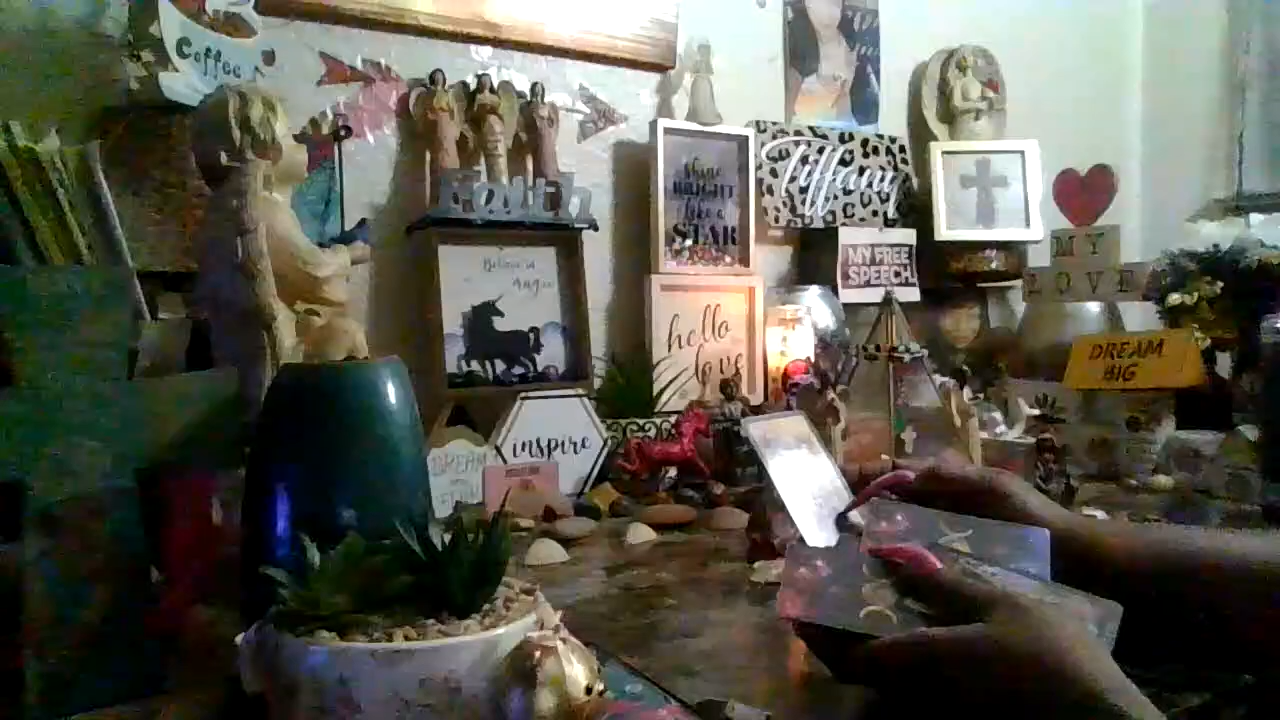 Coffee
Faith
Believe in
Magic
Shine
BRIGHT
like a
STAR
Tiffany
MY FREE
SPEECH.
hello
love
MY
LOVE
DREAM
BIG
inspire
DREAM